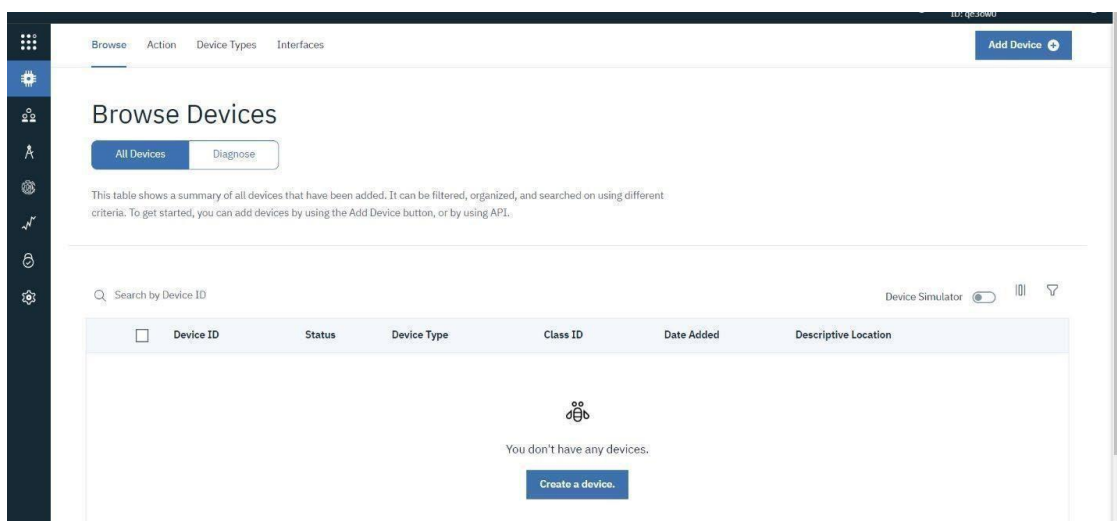 ID: qe3ow0
Browse Action Device Types Interfaces
Add Device
Browse Devices
All Devices Diagnose
This table shows a summary of all devices that have been added. It can be filtered, organized, and searched on using different
criteria. To get started, you can add devices by using the Add Device button, or by using API.
Search by Device ID
Device Simulator
Device ID Status Device Type Class ID Date Added Descriptive Location
You don't have any devices.
Create a device.